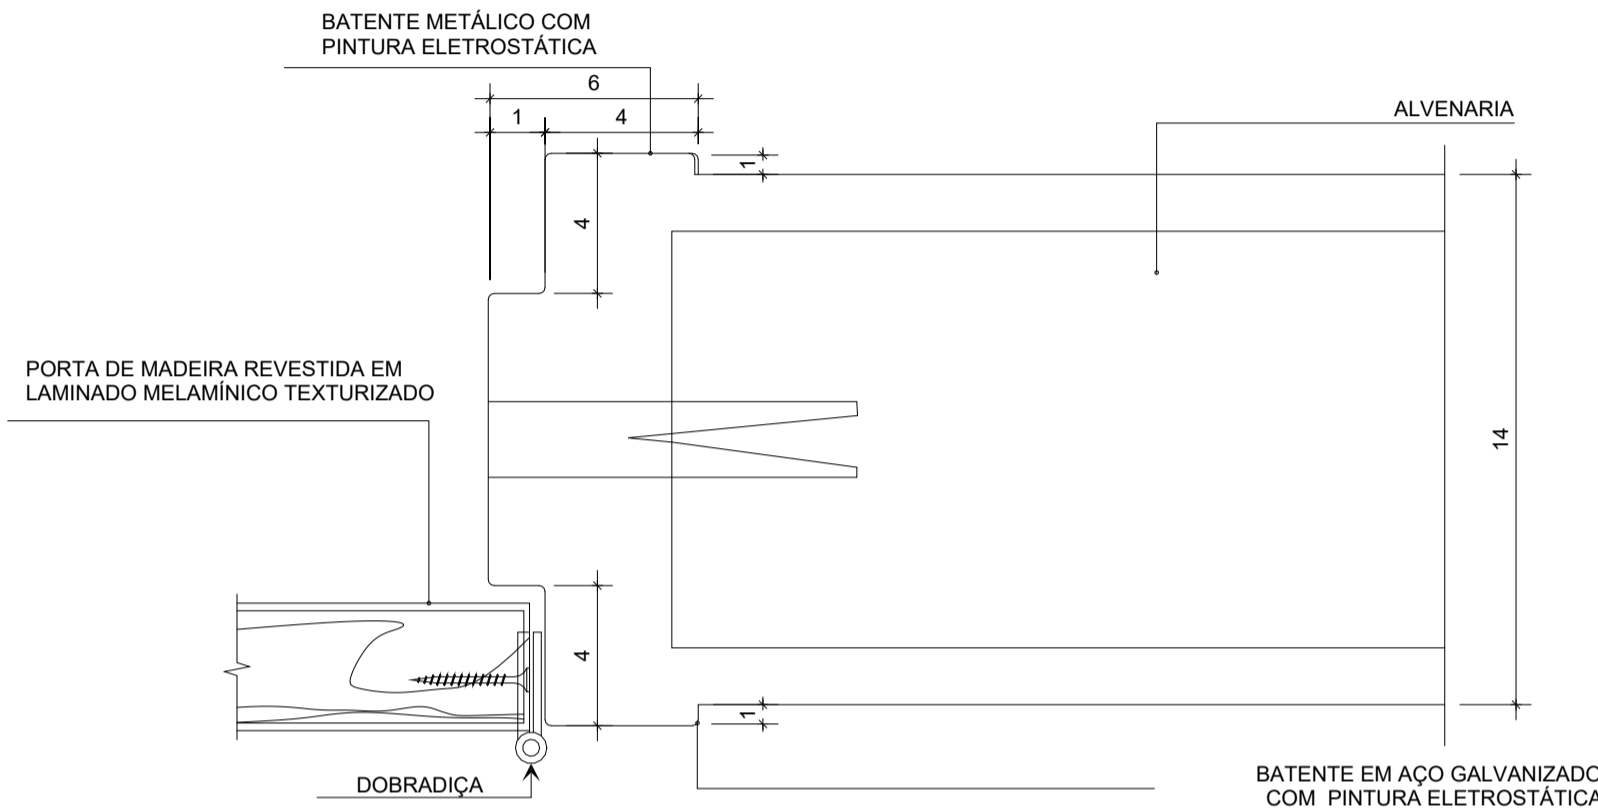 BATENTE METÁLICO COM
PINTURA ELETROSTÁTICA
6
ALVENARIA
1
4
1
4
PORTA DE MADEIRA REVESTIDA EM
LAMINADO MELAMÍNICO TEXTURIZADO
14
4
1
DOBRADIÇA
BATENTE EM AÇO GALVANIZADO
COM PINTURA ELETROSTÁTICA